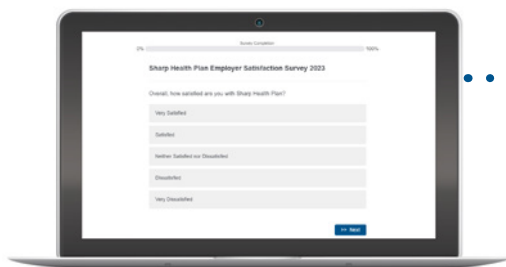 Survey Completion
0% 100%
Sharp Health Plan Employer Satisfaction Survey 2023
Overall, how satisfied are you with Sharp Health Plan?
Very Satisfied
Satisfied
Neither Satisfied nor Dissatisfied
Dissatisfied
Very Dissatisfied
>> Next